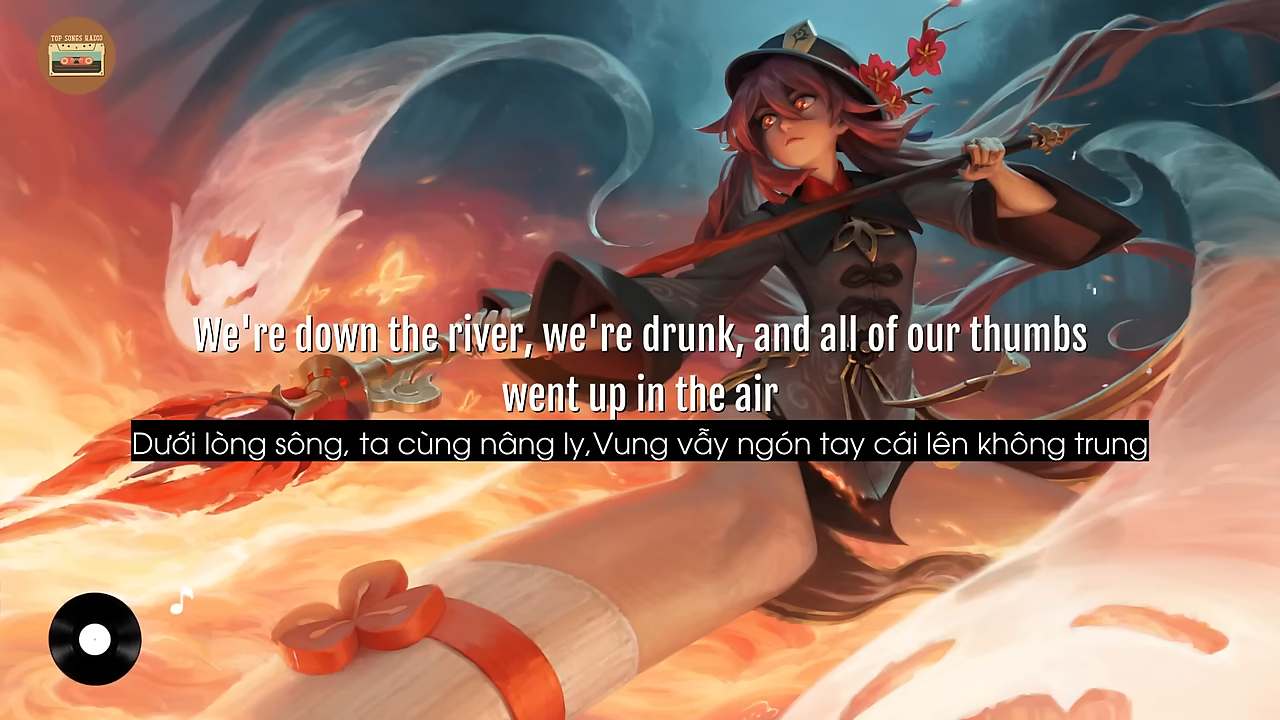 TOP SONGS RADIO
We're down the river, we're drunk, and all of our thumbs
went up in the air
Dưới lòng sông, ta cùng nâng ly,Vung vẫy ngón tay cái lên không trung